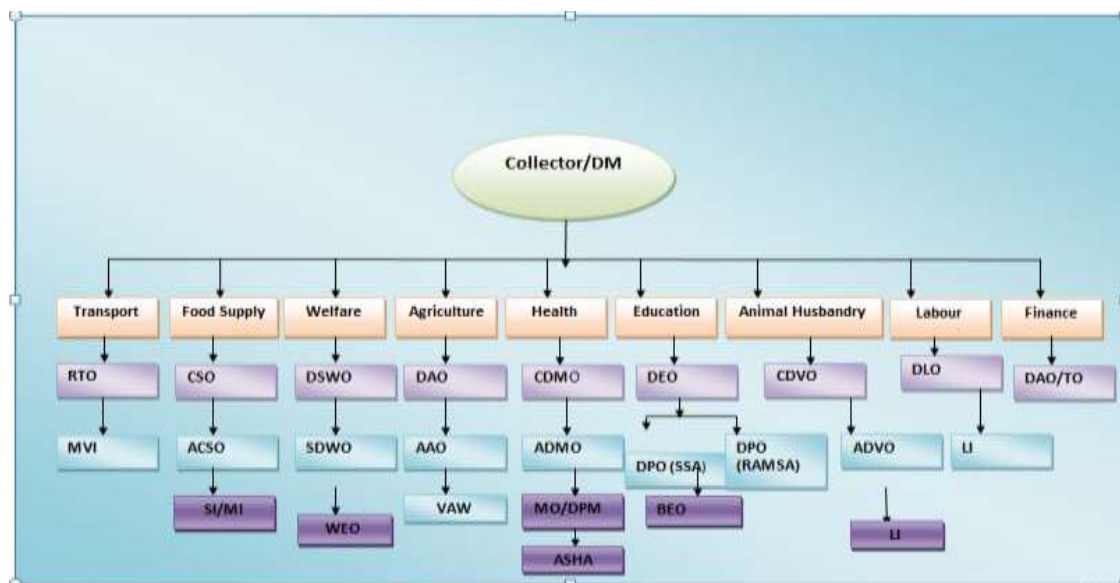 Collector/DM
Transport Food Supply Welfare Agriculture Health Education Animal Husbandry Labour Finance
RTO CSO DSWO DAO CDMO DEO CDVO DLO DAO/TO
MVI ACSO SDWO AAO ADMO DPO (SSA) DPO
(RAMSA) ADVO LI
SI/MI WEO VAW MO/DPM BEO LI
ASHA